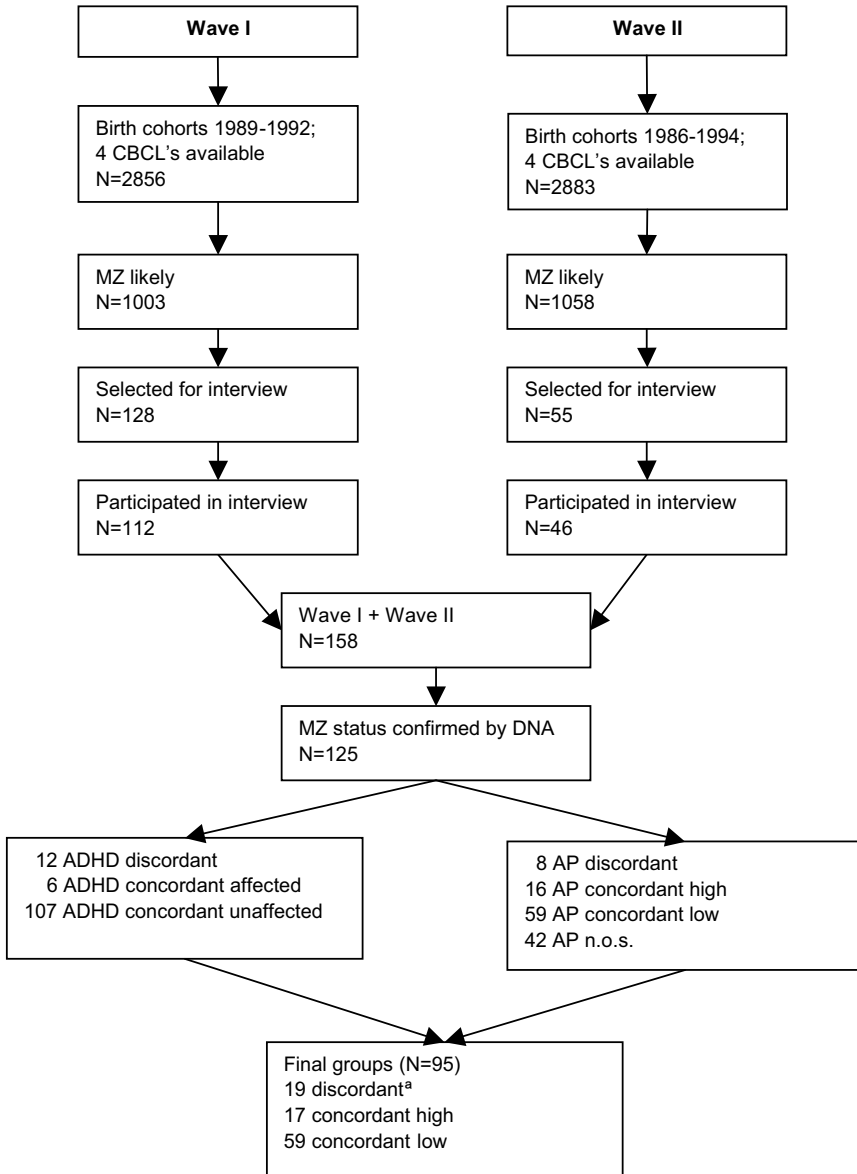 Wave I
Birth cohorts 1989-1992;
4 CBCL's available
N=2856
MZ likely
N=1003
Selected for interview
N=128
Participated in interview
N=112
Wave II
Birth cohorts 1986-1994;
4 CBCL's available
N=2883
MZ likely
N=1058
Selected for interview
N=55
Participated in interview
N=46
Wave I + Wave II
N=158
MZ status confirmed by DNA
N=125
12 ADHD discordant
6 ADHD concordant affected
107 ADHD concordant unaffected
8 AP discordant
16 AP concordant high
59 AP concordant low
42 AP n.o.s.
Final groups (N=95)
19 discordantª
17 concordant high
59 concordant low